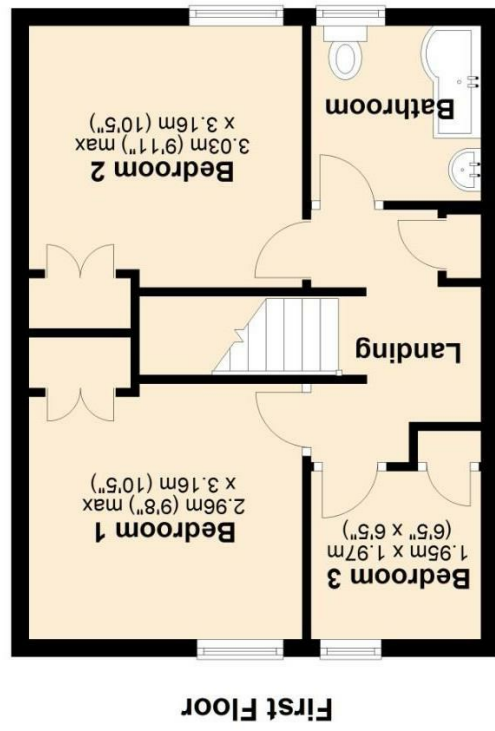 First Floor
Bedroom 3
1.95m x 1.97m
(6'5" x 6'5")
Bedroom 1
2.96m (9'8") max
x 3.16m (10'5")
Landing
Bathroom
Bedroom 2
3.03m (9'11") max
x 3.16m (10'5")